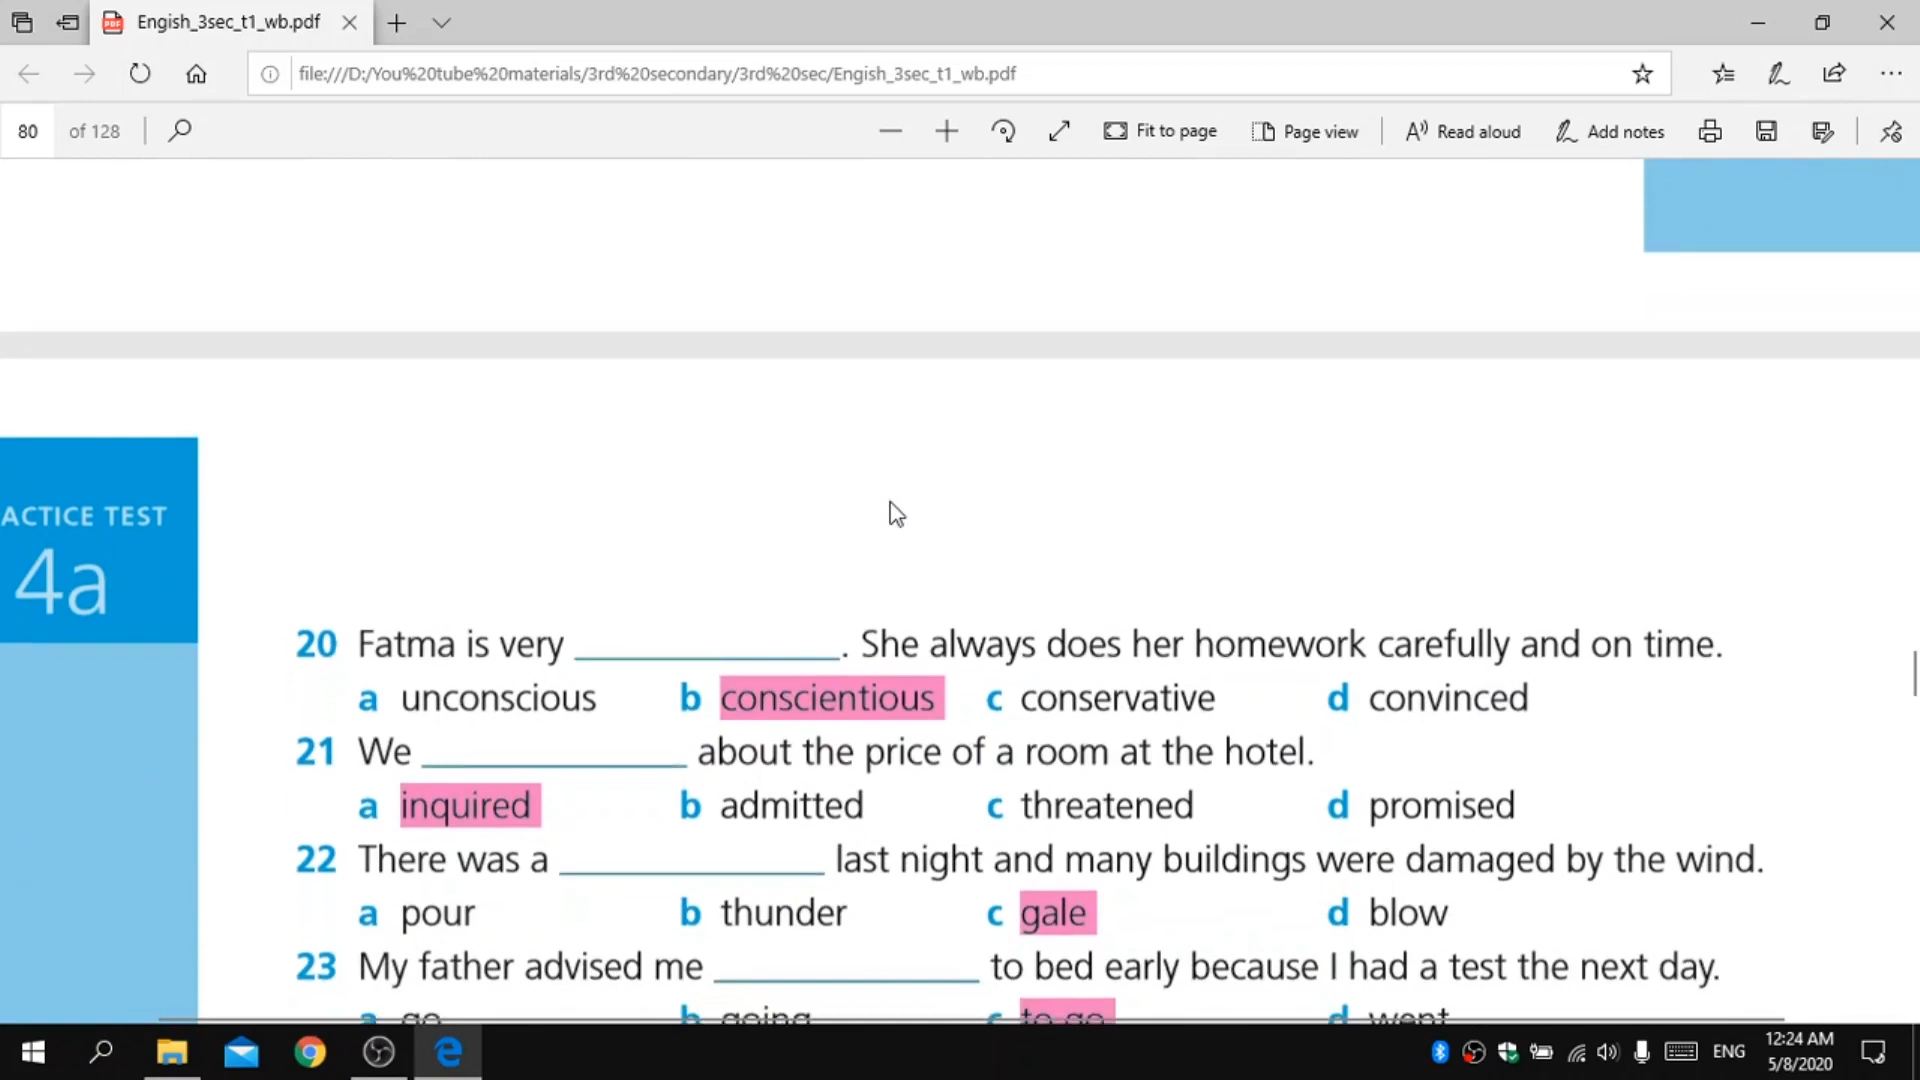 Engish_3sec_t1_wb.pdf
file:///D:/You%20tube%20materials/3rd%20secondary/3rd%20sec/Engish_3sec_t1_wb.pdf
80 of 128 Fit to page Page view Read aloud Add notes
ACTICE TEST
4a
20 Fatma is very ______________. She always does her homework carefully and on time.
a unconscious b conscientious c conservative d convinced
21 We ______________ about the price of a room at the hotel.
a inquired b admitted c threatened d promised
22 There was a ______________ last night and many buildings were damaged by the wind.
a pour b thunder c gale d blow
23 My father advised me ______________ to bed early because I had a test the next day.
a go b going c to go d went
ENG
12:24 AM
5/8/2020